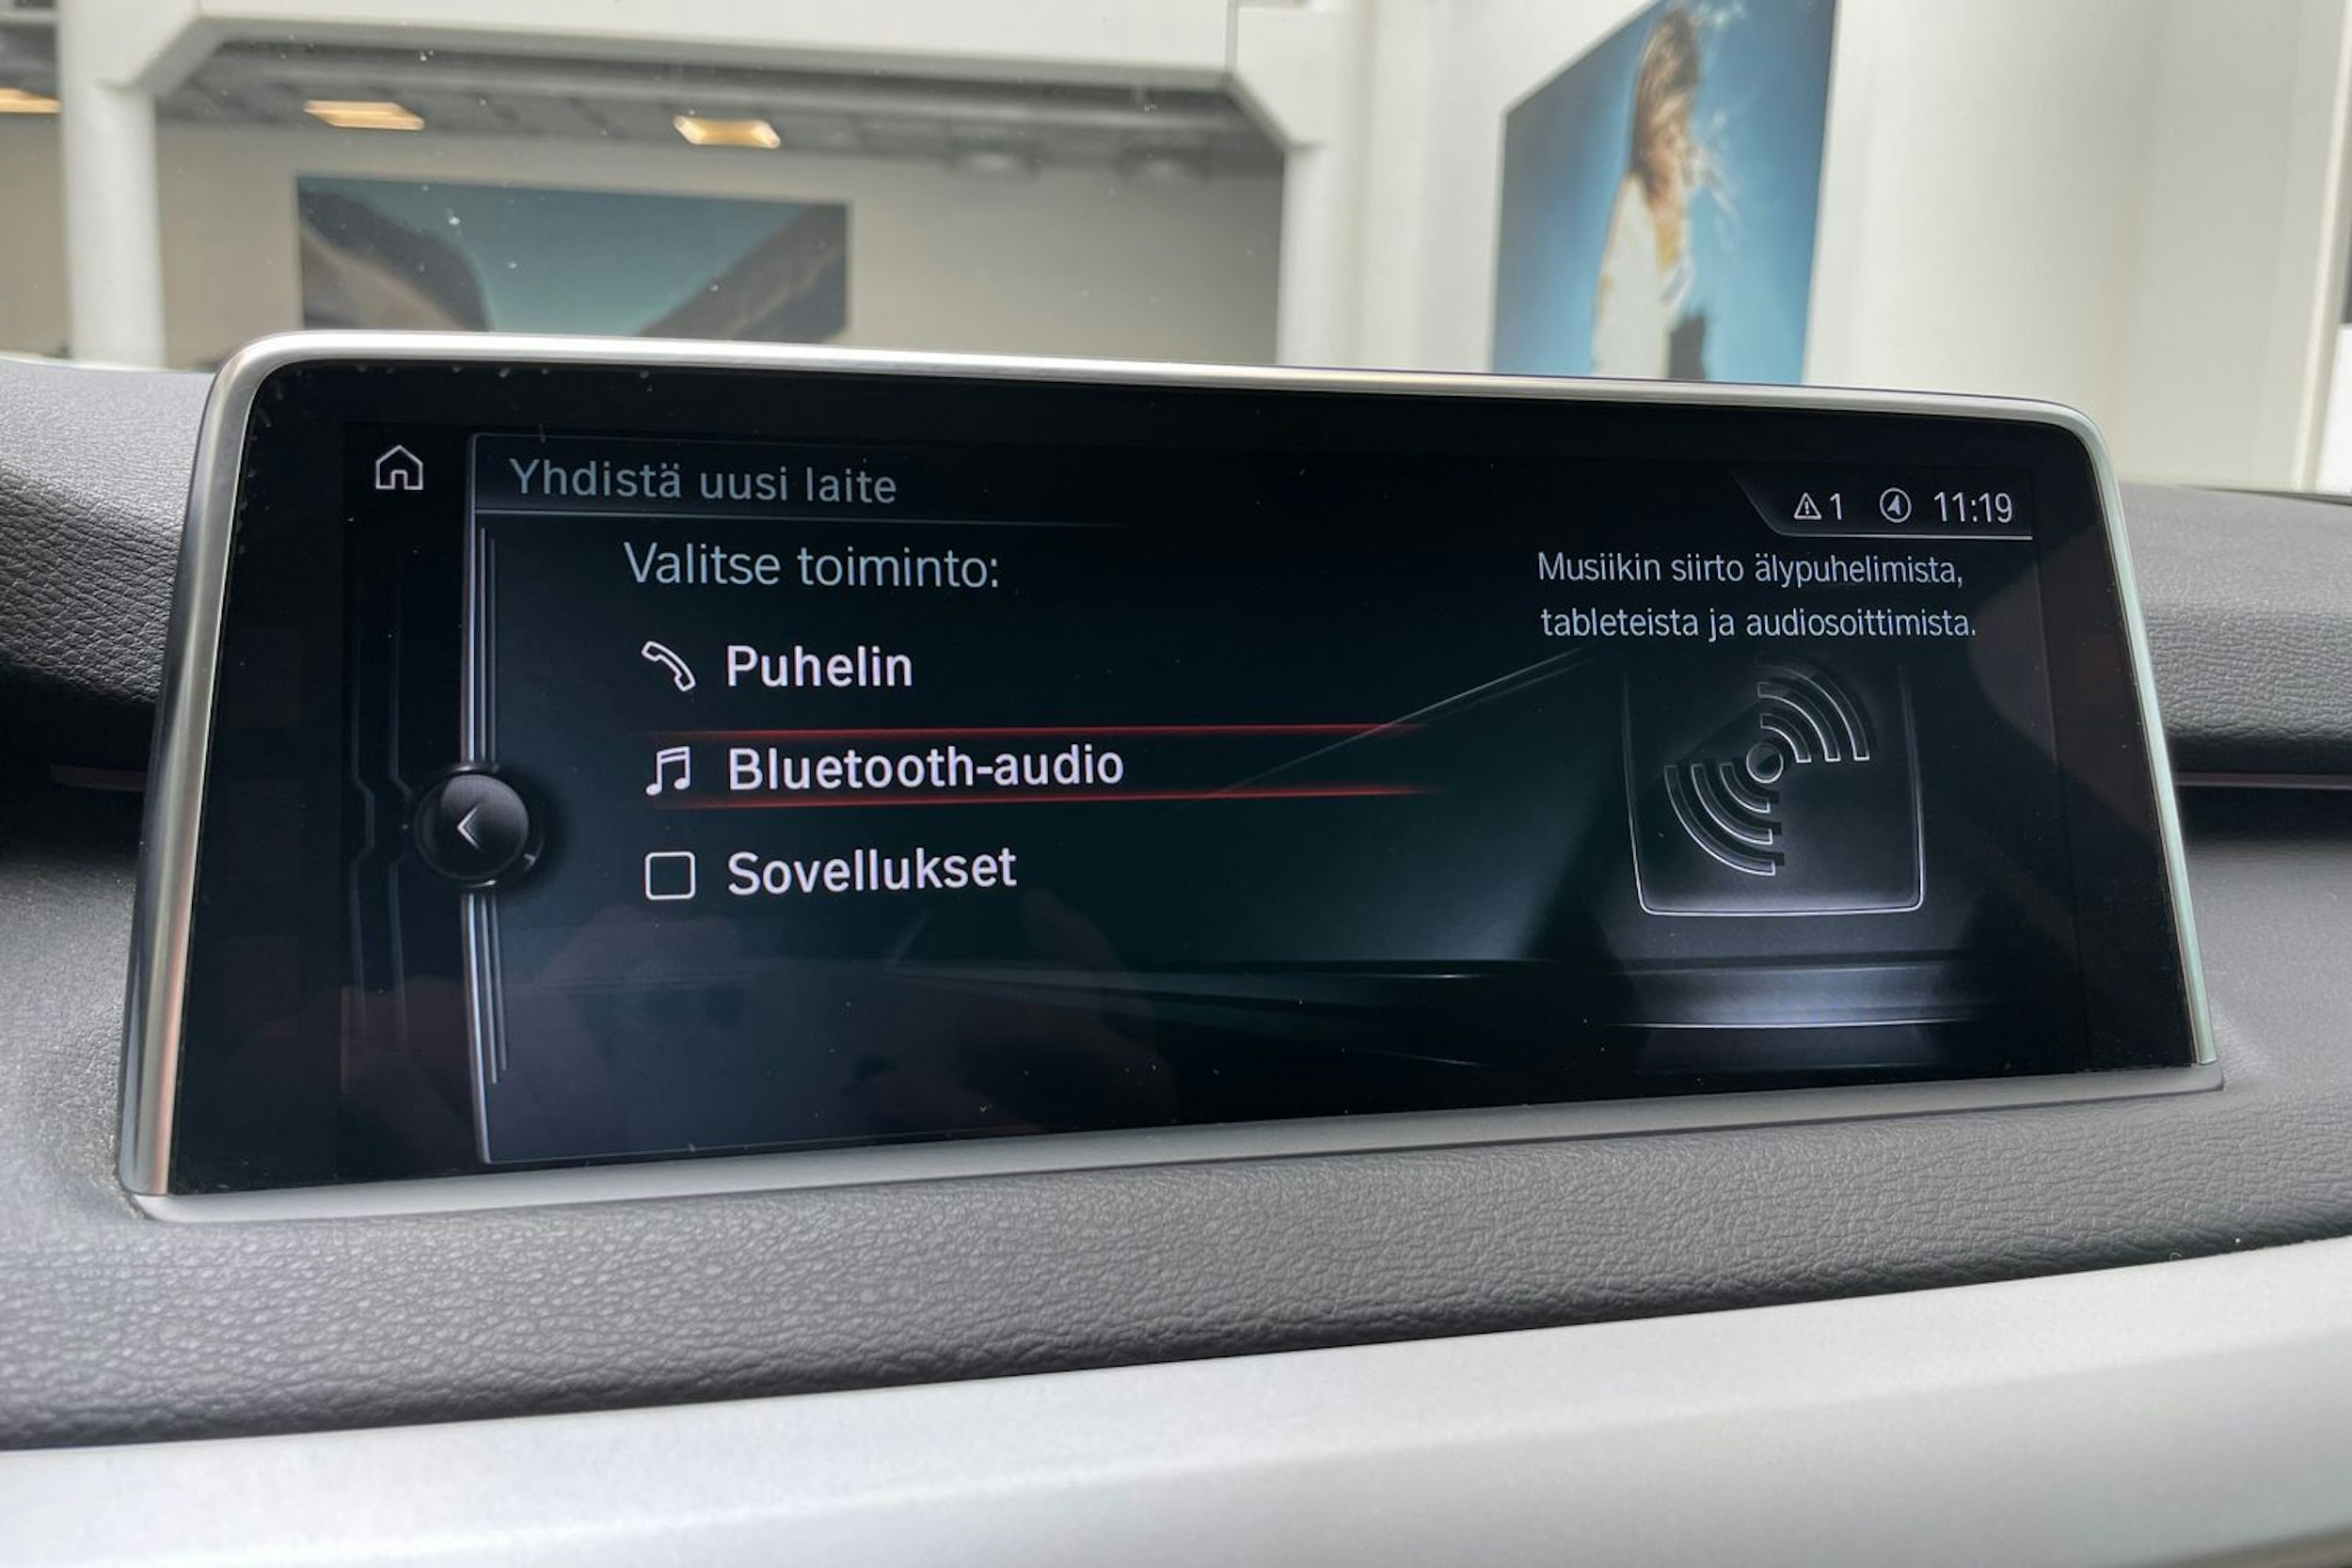 Yhdistä uusi laite
1 11:19
Valitse toiminto:
Puhelin
Bluetooth-audio
Sovellukset
Musiikin siirto älypuhelimista,
tableteista ja audiosoittimista.